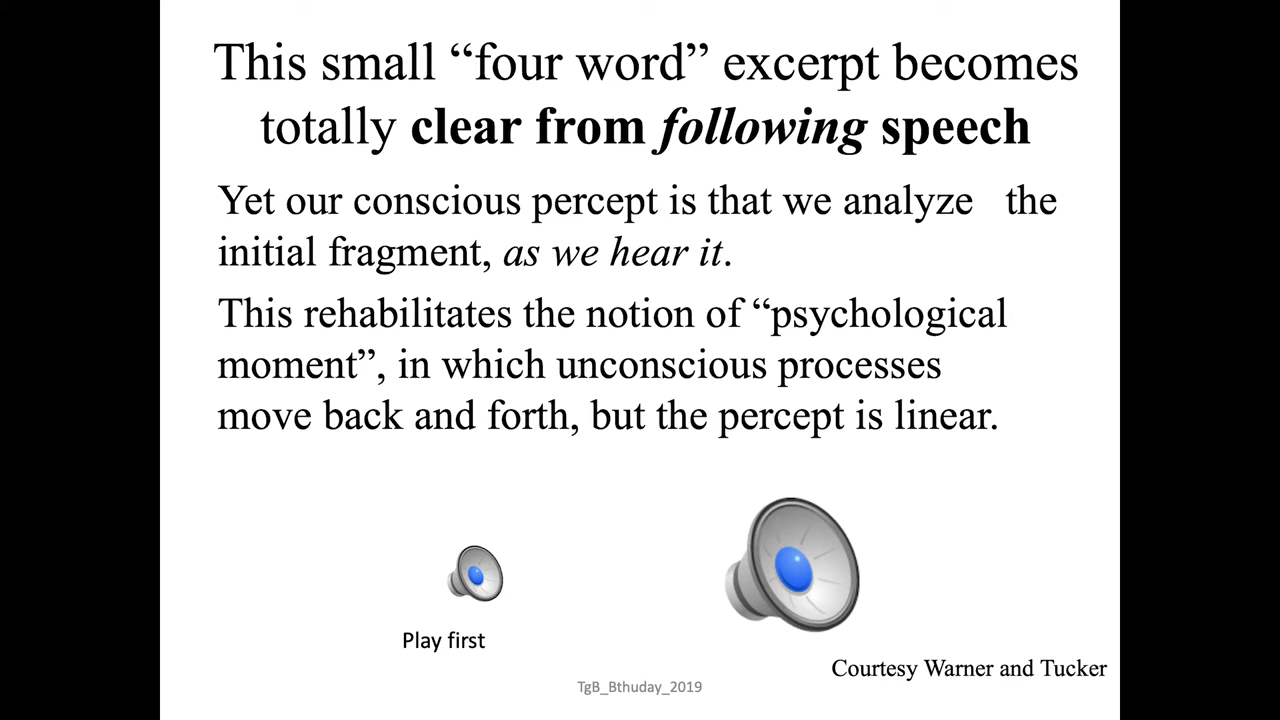 This small “four word” excerpt becomes
totally clear from following speech
Yet our conscious percept is that we analyze the
initial fragment, as we hear it.
This rehabilitates the notion of “psychological
moment”, in which unconscious processes
move back and forth, but the percept is linear.
Play first
Courtesy Warner and Tucker
TgB_Bthuday_2019